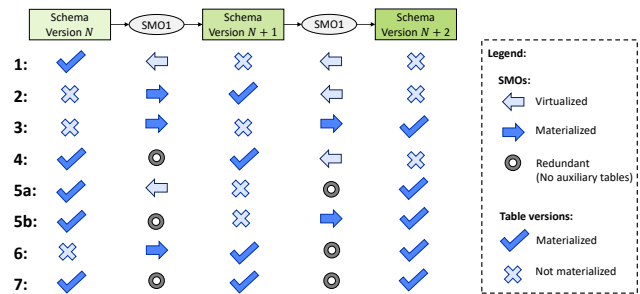 Schema
Version N
SMO1
Schema
Version N + 1
SMO1
Schema
Version N + 2
1:
2:
3:
4:
5a:
5b:
6:
7:
Legend:
SMOs:
Virtualized
Materialized
Redundant
(No auxiliary tables)
Table versions:
Materialized
Not materialized